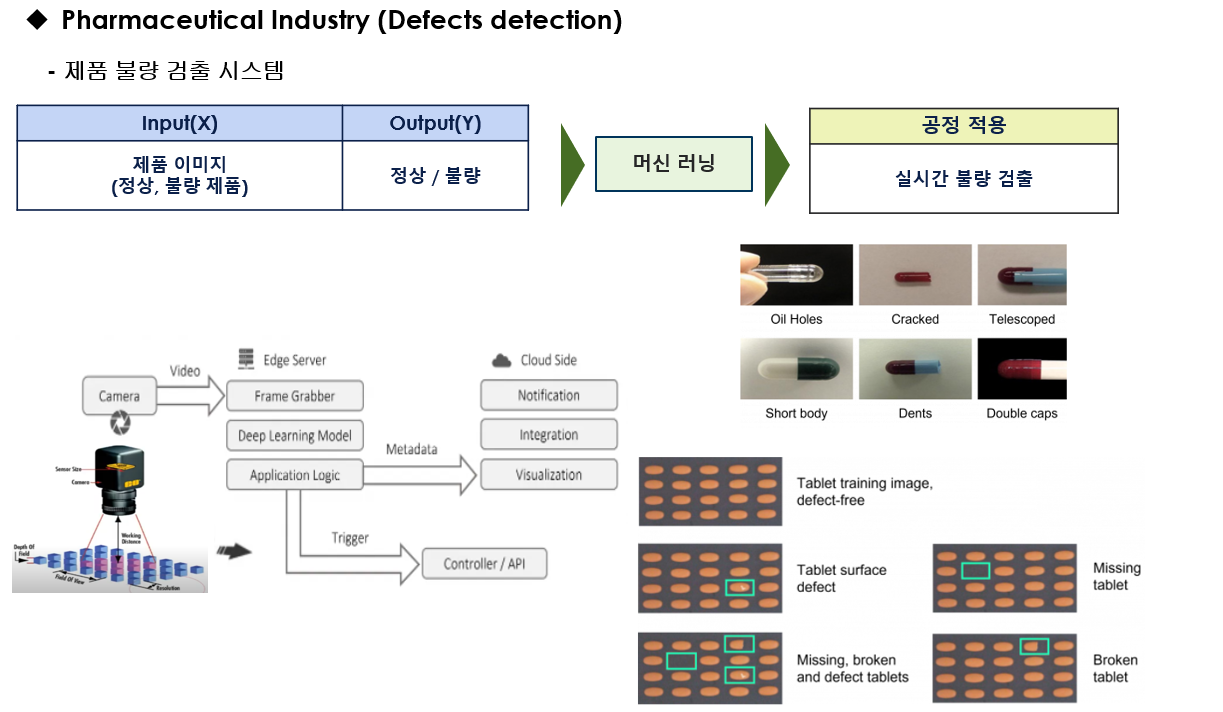 ◆ Pharmaceutical Industry (Defects detection)
- 제품 불량 검출 시스템
Input(X)
Output(Y)
제품 이미지
(정상, 불량 제품)
정상 / 불량
머신 러닝
공정 적용
실시간 불량 검출
Oil Holes
Cracked
Telescoped
Short body
Dents
Double caps
Camera
Video
Edge Server
Frame Grabber
Deep Learning Model
Application Logic
Metadata
Cloud Side
Notification
Integration
Visualization
Trigger
Controller / API
Sensor Size
Camera
Working
Distance
Depth Of
Field
Field Of View
Resolution
Tablet training image,
defect-free
Tablet surface
defect
Missing
tablet
Missing, broken
and defect tablets
Broken
tablet